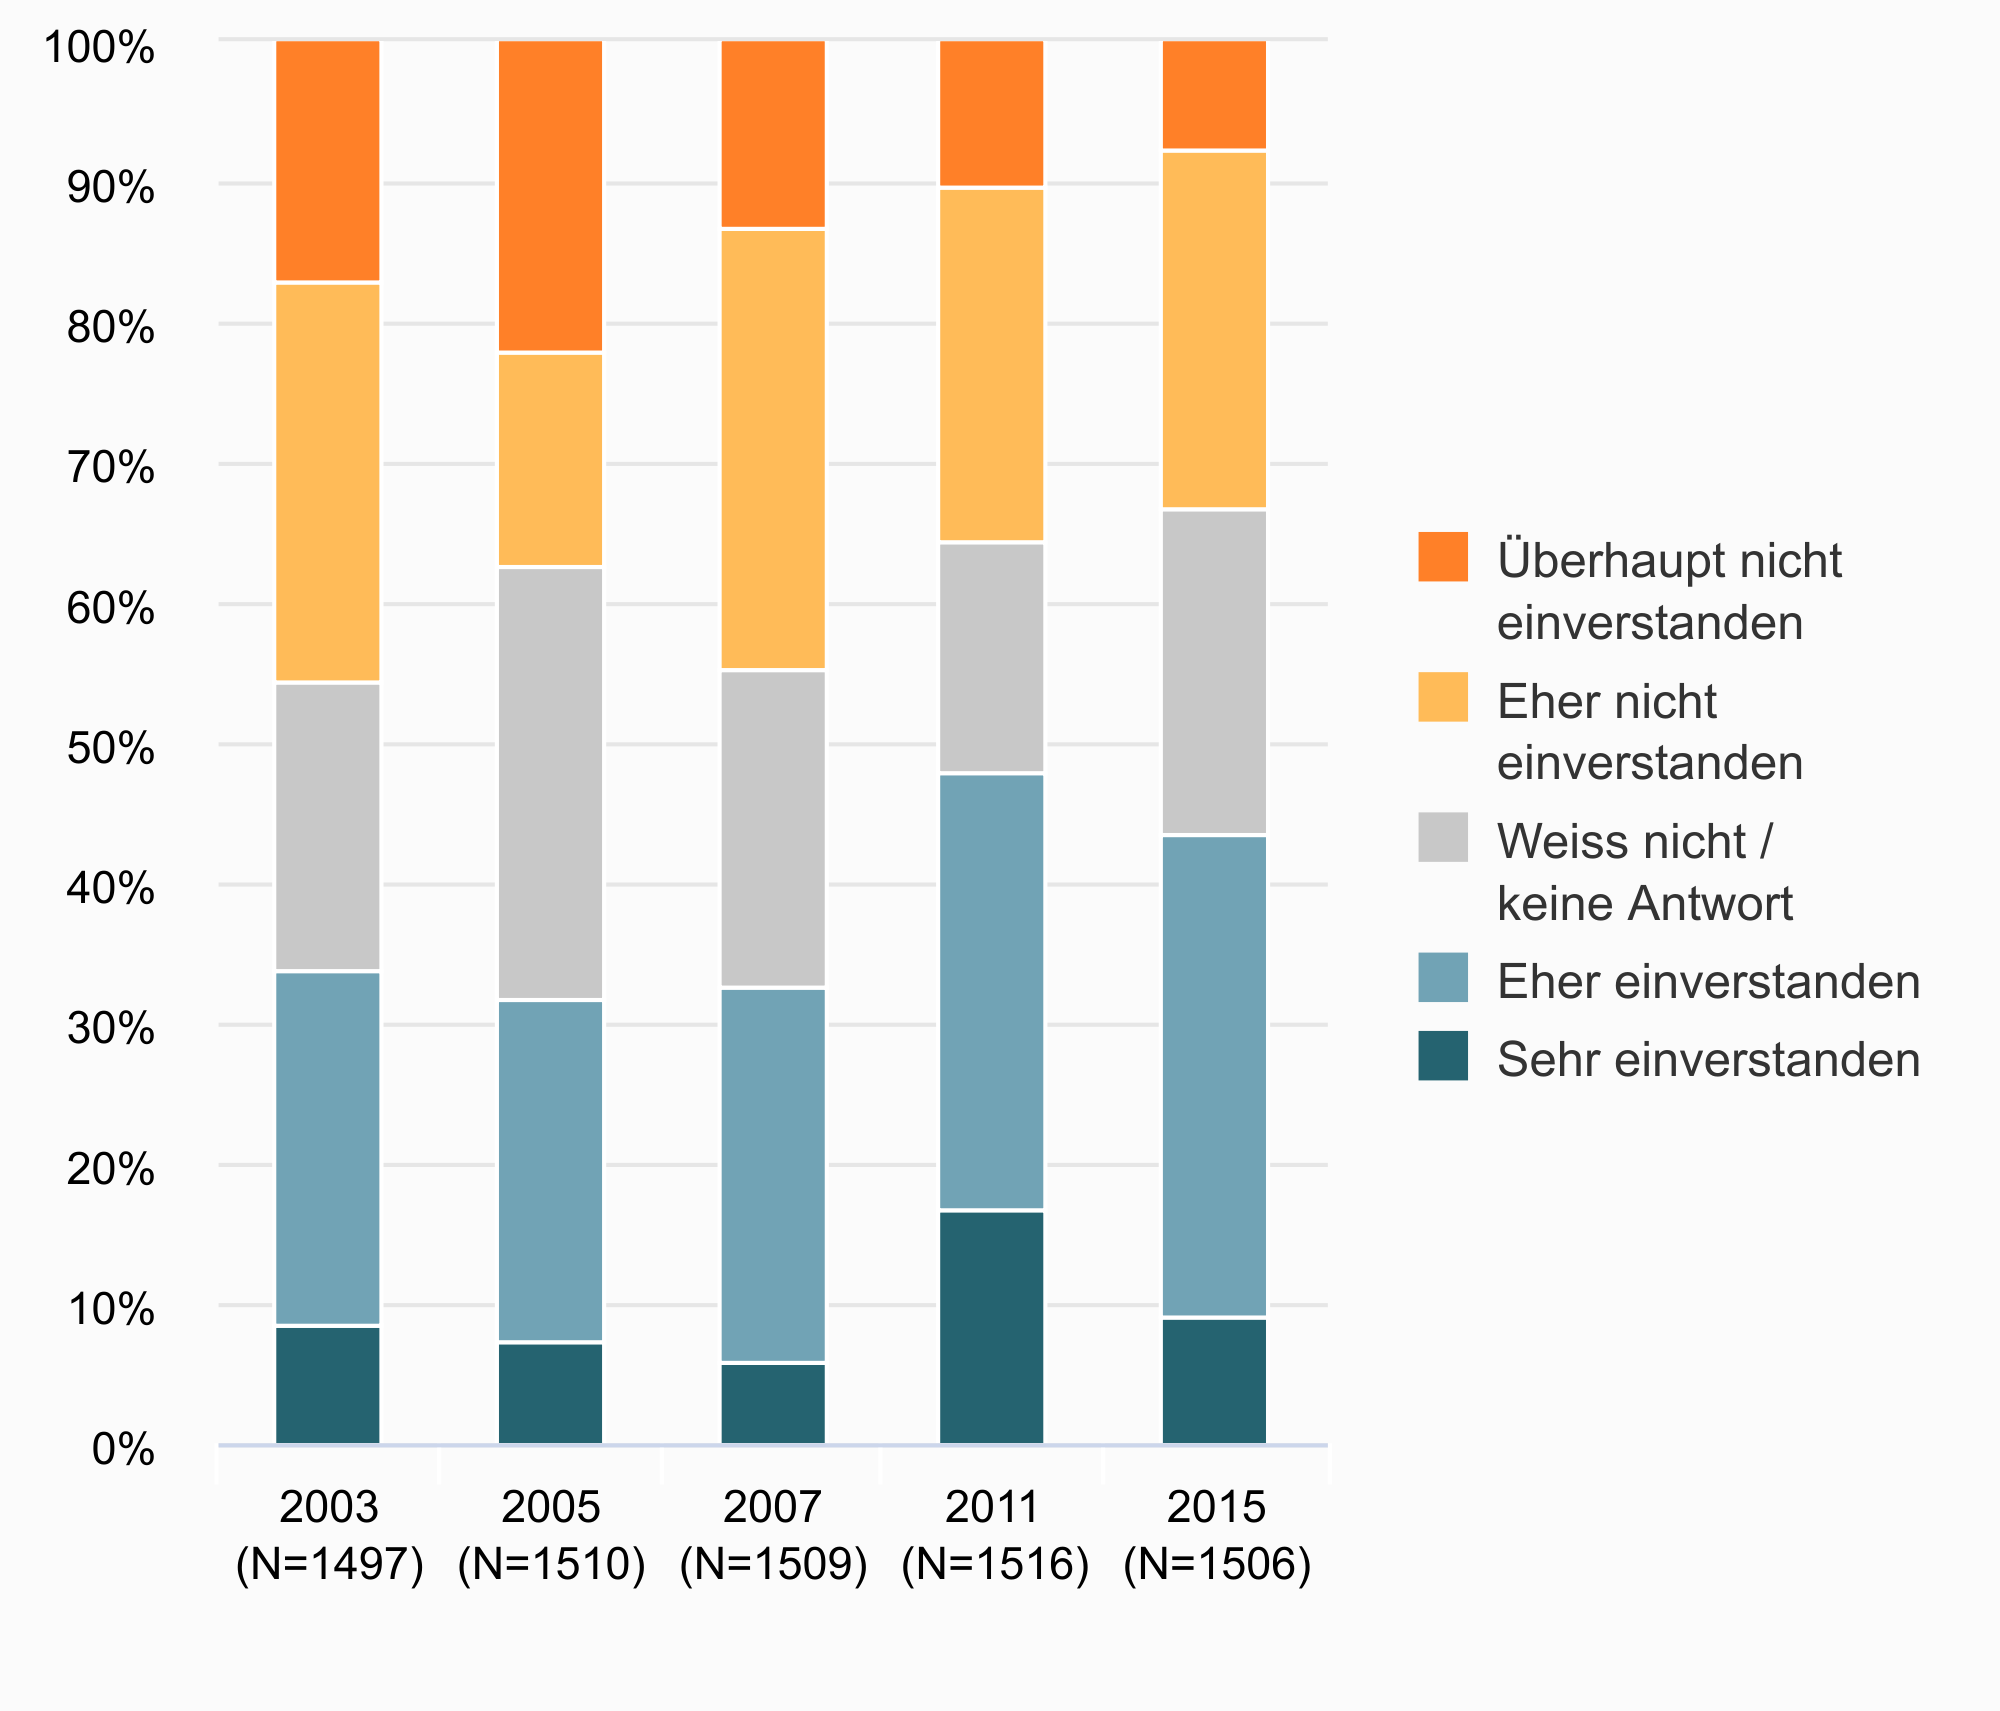 100%
90%
80%
70%
60%
50%
40%
30%
20%
10%
0%
2003
(N=1497)
2005
(N=1510)
2007
(N=1509)
2011
(N=1516)
2015
(N=1506)
Überhaupt nicht
einverstanden
Eher nicht
einverstanden
Weiss nicht /
keine Antwort
Eher einverstanden
Sehr einverstanden